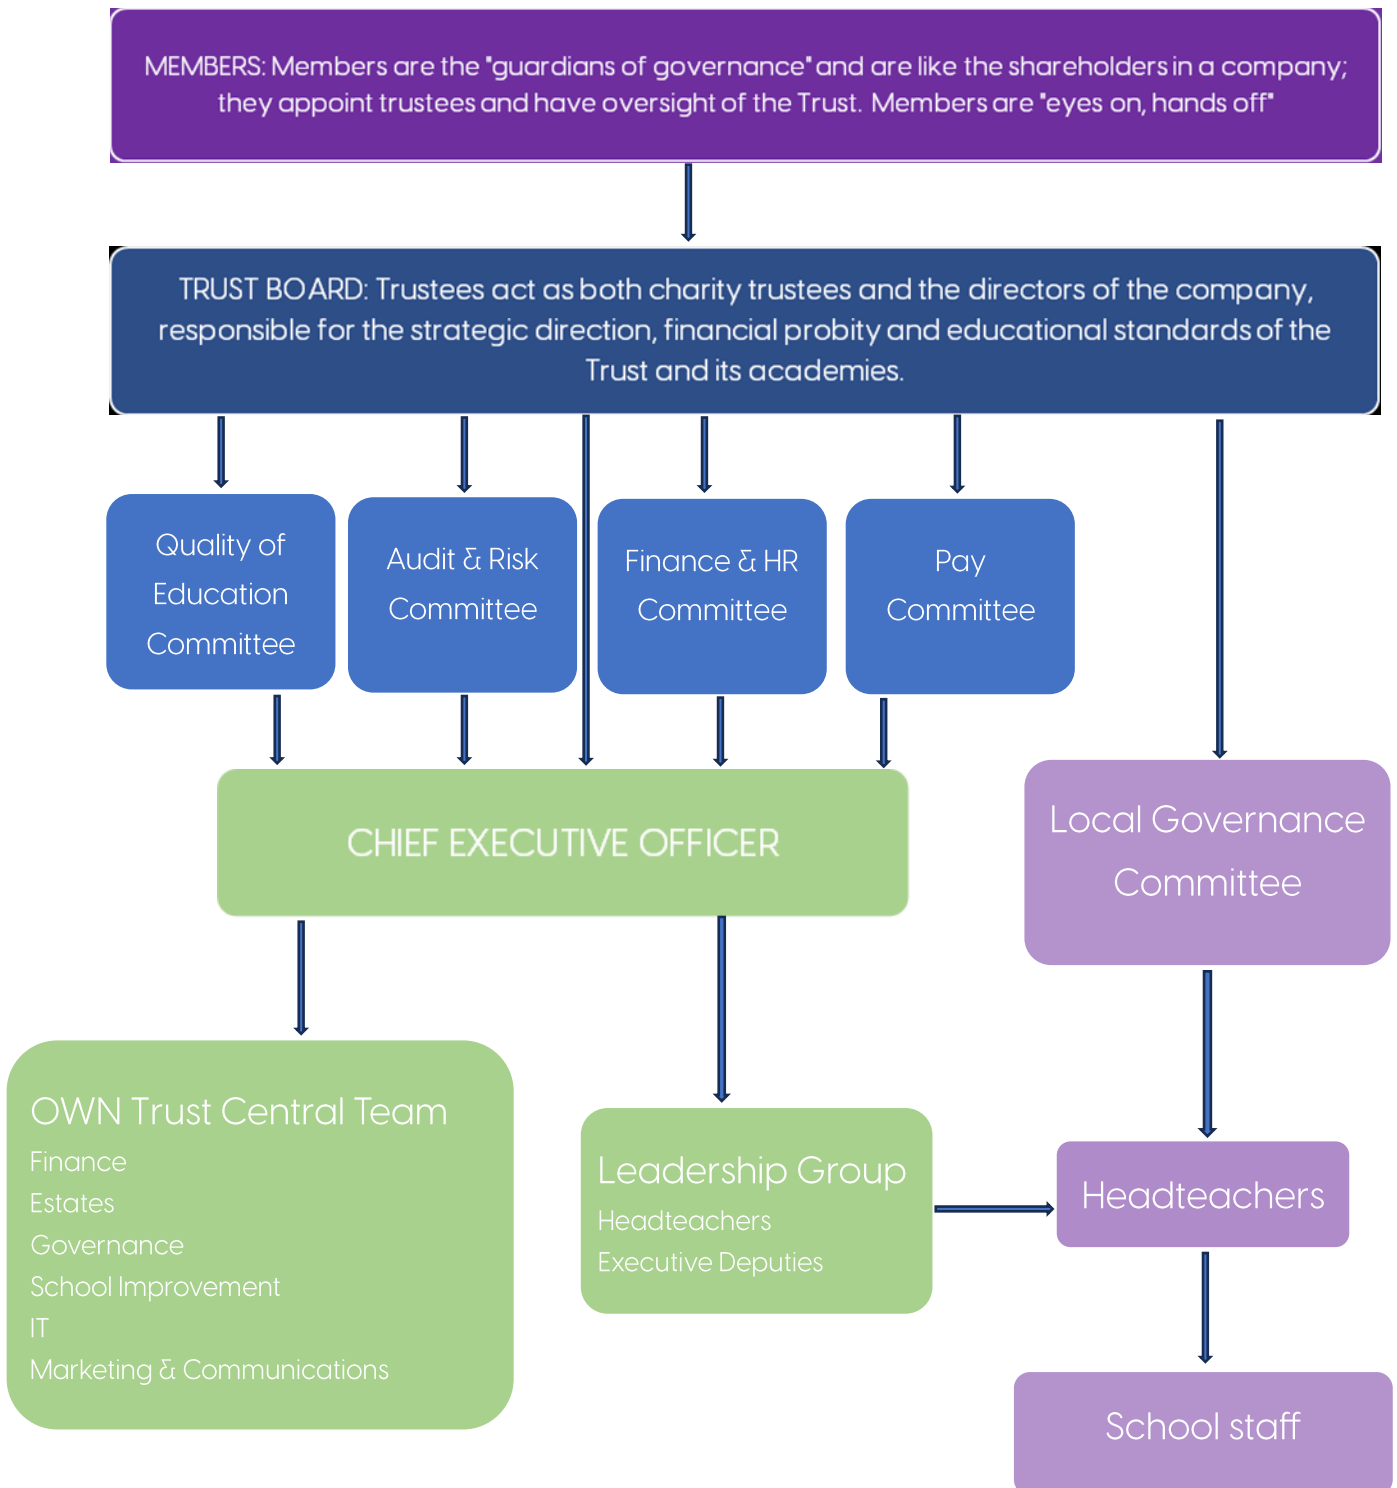 MEMBERS: Members are the "guardians of governance" and are like the shareholders in a company;
they appoint trustees and have oversight of the Trust. Members are "eyes on, hands off"
TRUST BOARD: Trustees act as both charity trustees and the directors of the company,
responsible for the strategic direction, financial probity and educational standards of the
Trust and its academies.
Quality of
Education
Committee
Audit & Risk
Committee
Finance & HR
Committee
Pay
Committee
CHIEF EXECUTIVE OFFICER
Local Governance
Committee
OWN Trust Central Team
Finance
Estates
Governance
School Improvement
IT
Marketing & Communications
Leadership Group
Headteachers
Executive Deputies
Headteachers
School staff